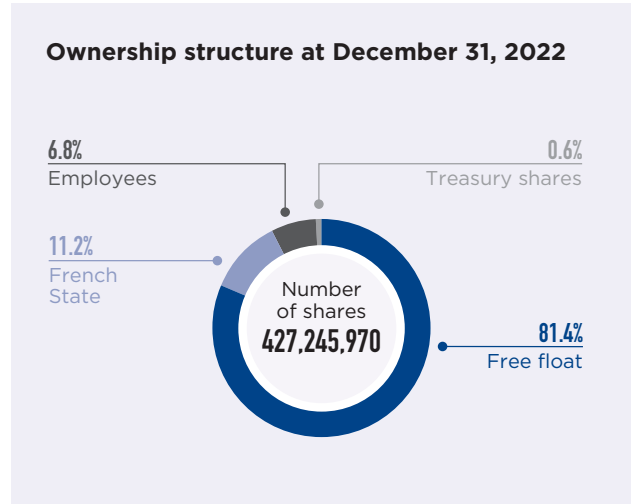 Ownership structure at December 31, 2022
6.8%
Employees
0.6%
Treasury shares
11.2%
French
State
Number
of shares
427,245,970
81.4%
Free float